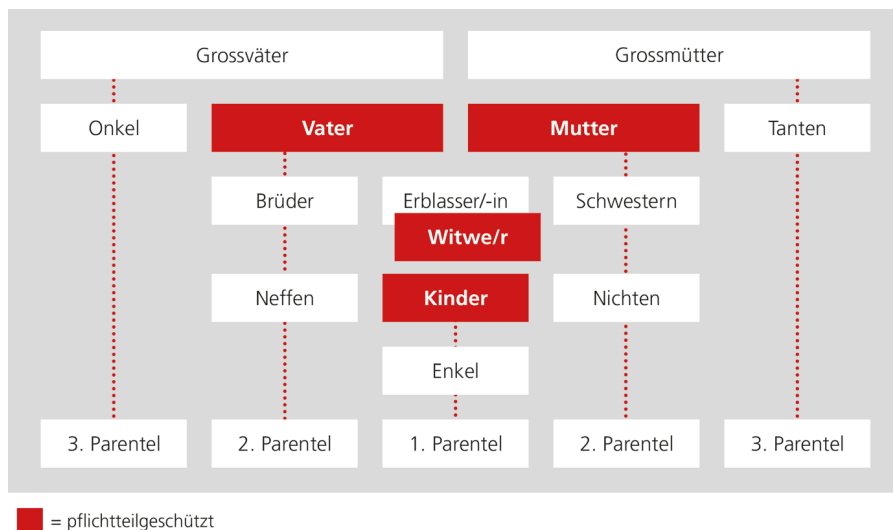 Grossväter
Grossmütter
Onkel
Vater
Mutter
Tanten
Brüder
Erblasser/-in
Schwestern
Witwe/r
Neffen
Kinder
Nichten
Enkel
3. Parentel
2. Parentel
1. Parentel
2. Parentel
3. Parentel
= pflichtteilgeschützt